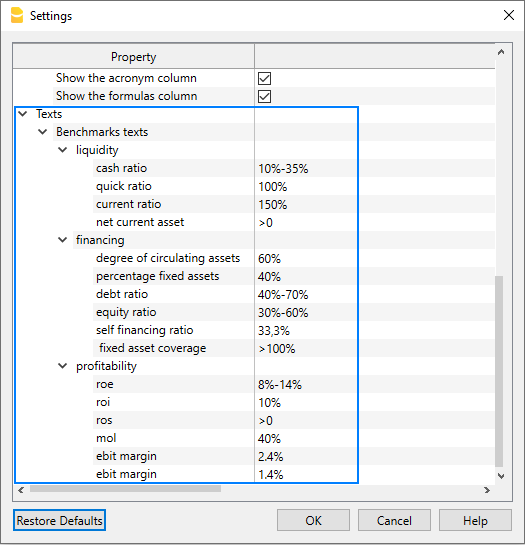 Settings
Property
Show the acronym column
Show the formulas column
Texts
Benchmarks texts
liquidity
cash ratio 10%-35%
quick ratio 100%
current ratio 150%
net current asset >0
financing
degree of circulating assets 60%
percentage fixed assets 40%
debt ratio 40%-70%
equity ratio 30%-60%
self financing ratio 33,3%
fixed asset coverage >100%
profitability
roe 8%-14%
roi 10%
ros >0
mol 40%
ebit margin 2.4%
ebit margin 1.4%
Restore Defaults OK Cancel Help